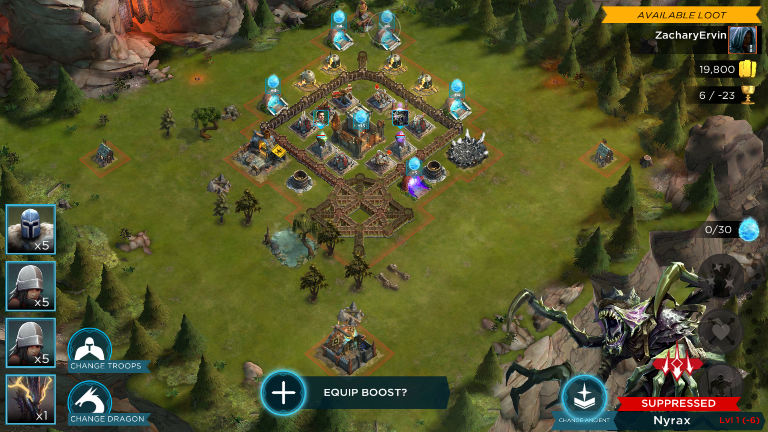 AVAILABLE LOOT
ZacharyErvin
19,800
6 / -23
0/30
x5
x5
x5
x1
CHANGE TROOPS
CHANGE DRAGON
EQUIP BOOST?
CHANGE ANCIENT
SUPPRESSED
Nyrax
Lvl 1 (-6)